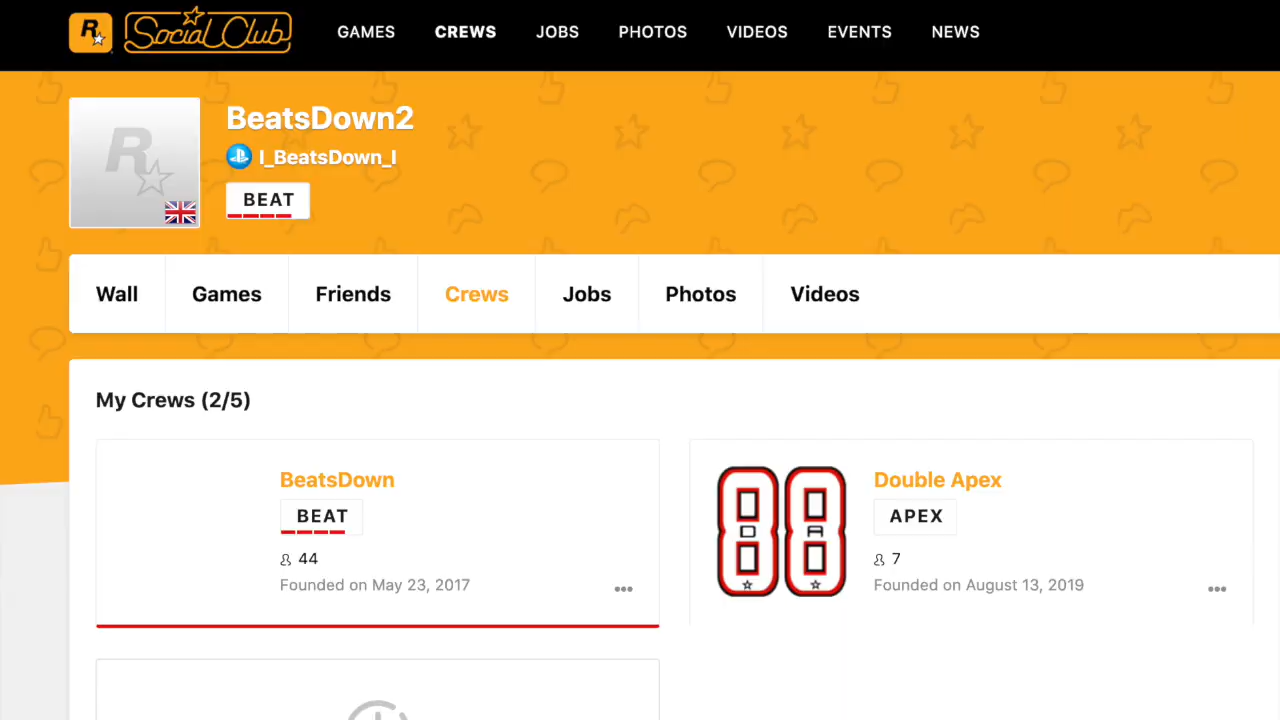 R Social Club GAMES CREWS JOBS PHOTOS VIDEOS EVENTS NEWS
BeatsDown2
I_BeatsDown_I
BEAT
Wall Games Friends Crews Jobs Photos Videos
My Crews (2/5)
BeatsDown
BEAT
44
Founded on May 23, 2017
88
DA
Double Apex
APEX
7
Founded on August 13, 2019